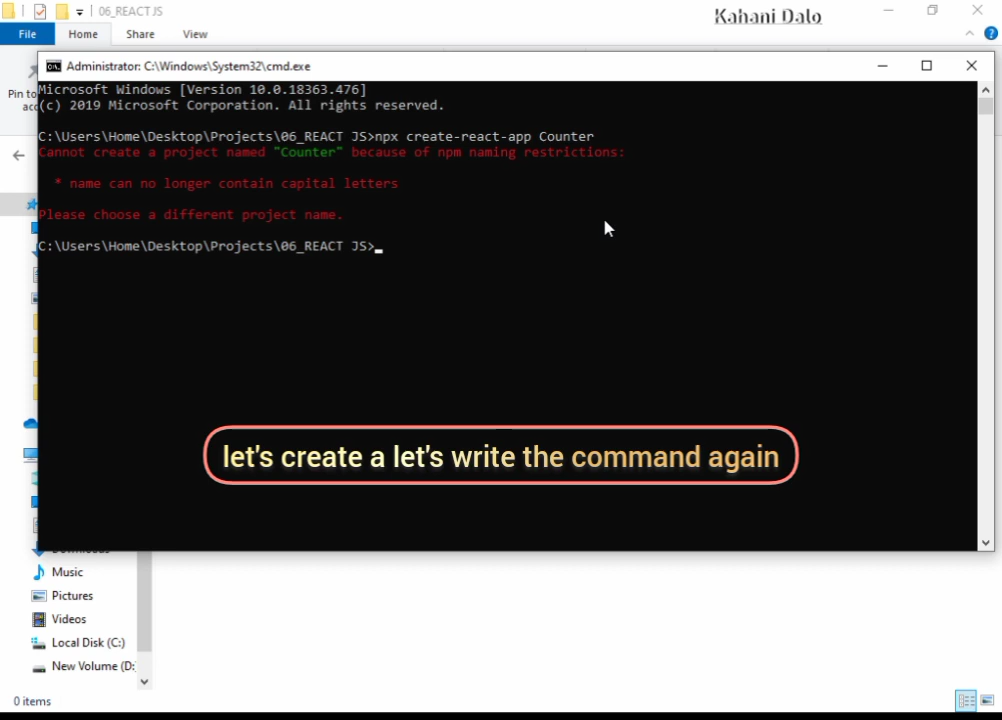 06_REACT JS
Kahani Dalo
File Home Share View
Administrator: C:\Windows\System32\cmd.exe
Pin to
Microsoft Windows [Version 10.0.18363.476]
(c) 2019 Microsoft Corporation. All rights reserved.
C:\Users\Home\Desktop\Projects\06_REACT JS>npx create-react-app Counter
Cannot create a project named "Counter" because of npm naming restrictions:
* name can no longer contain capital letters
Please choose a different project name.
C:\Users\Home\Desktop\Projects\06_REACT JS>
let's create a let's write the command again
Music
Pictures
Videos
Local Disk (C:)
New Volume (D:
0 items